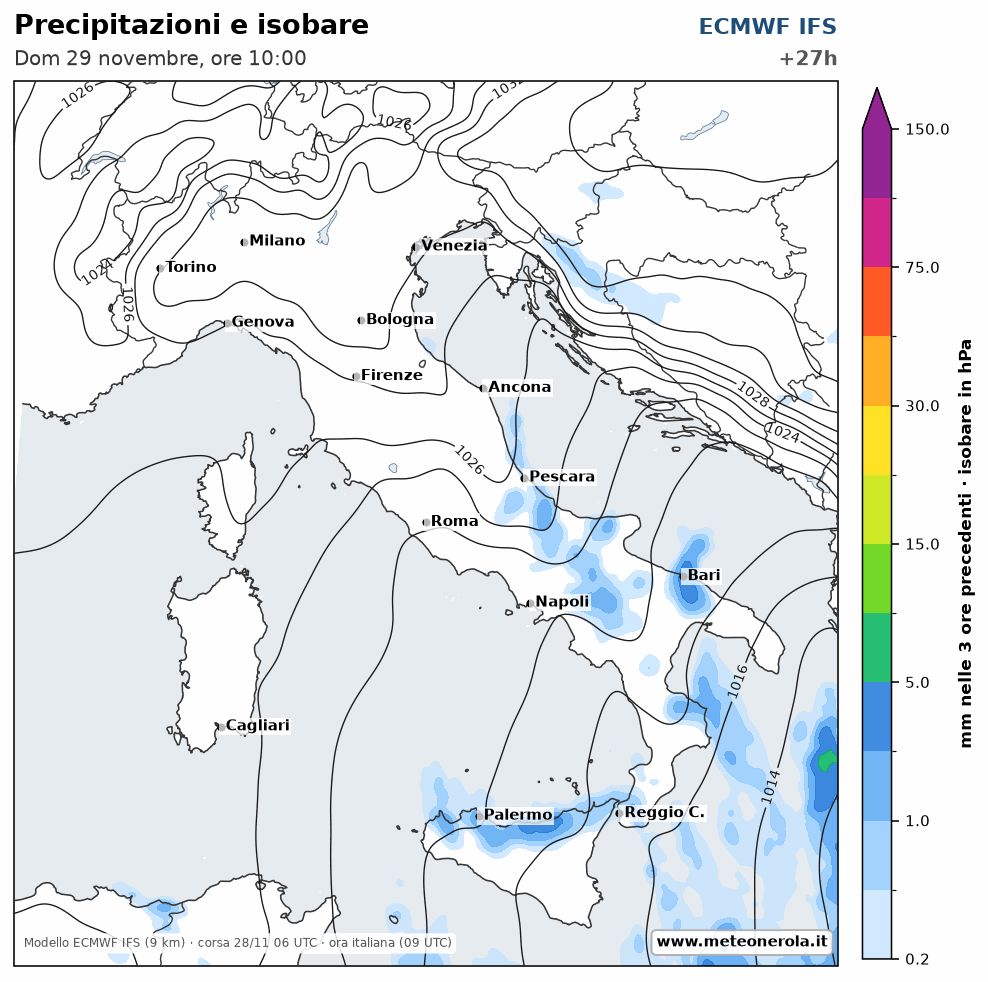 Precipitazioni e isobare
ECMWF IFS
Dom 29 novembre, ore 10:00
+27h
1026
1026
150.0
Milano
Venezia
Torino
1024
75.0
1026
Genova
Bologna
Firenze
Ancona
1028
30.0
1024
1026
Pescara
Roma
15.0
Bari
Napoli
1016
5.0
Cagliari
1014
Palermo
Reggio C.
1.0
mm nelle 3 ore precedenti · isobare in hPa
Modello ECMWF IFS (9 km) · corsa 28/11 06 UTC · ora italiana (09 UTC)
www.meteonerola.it
0.2